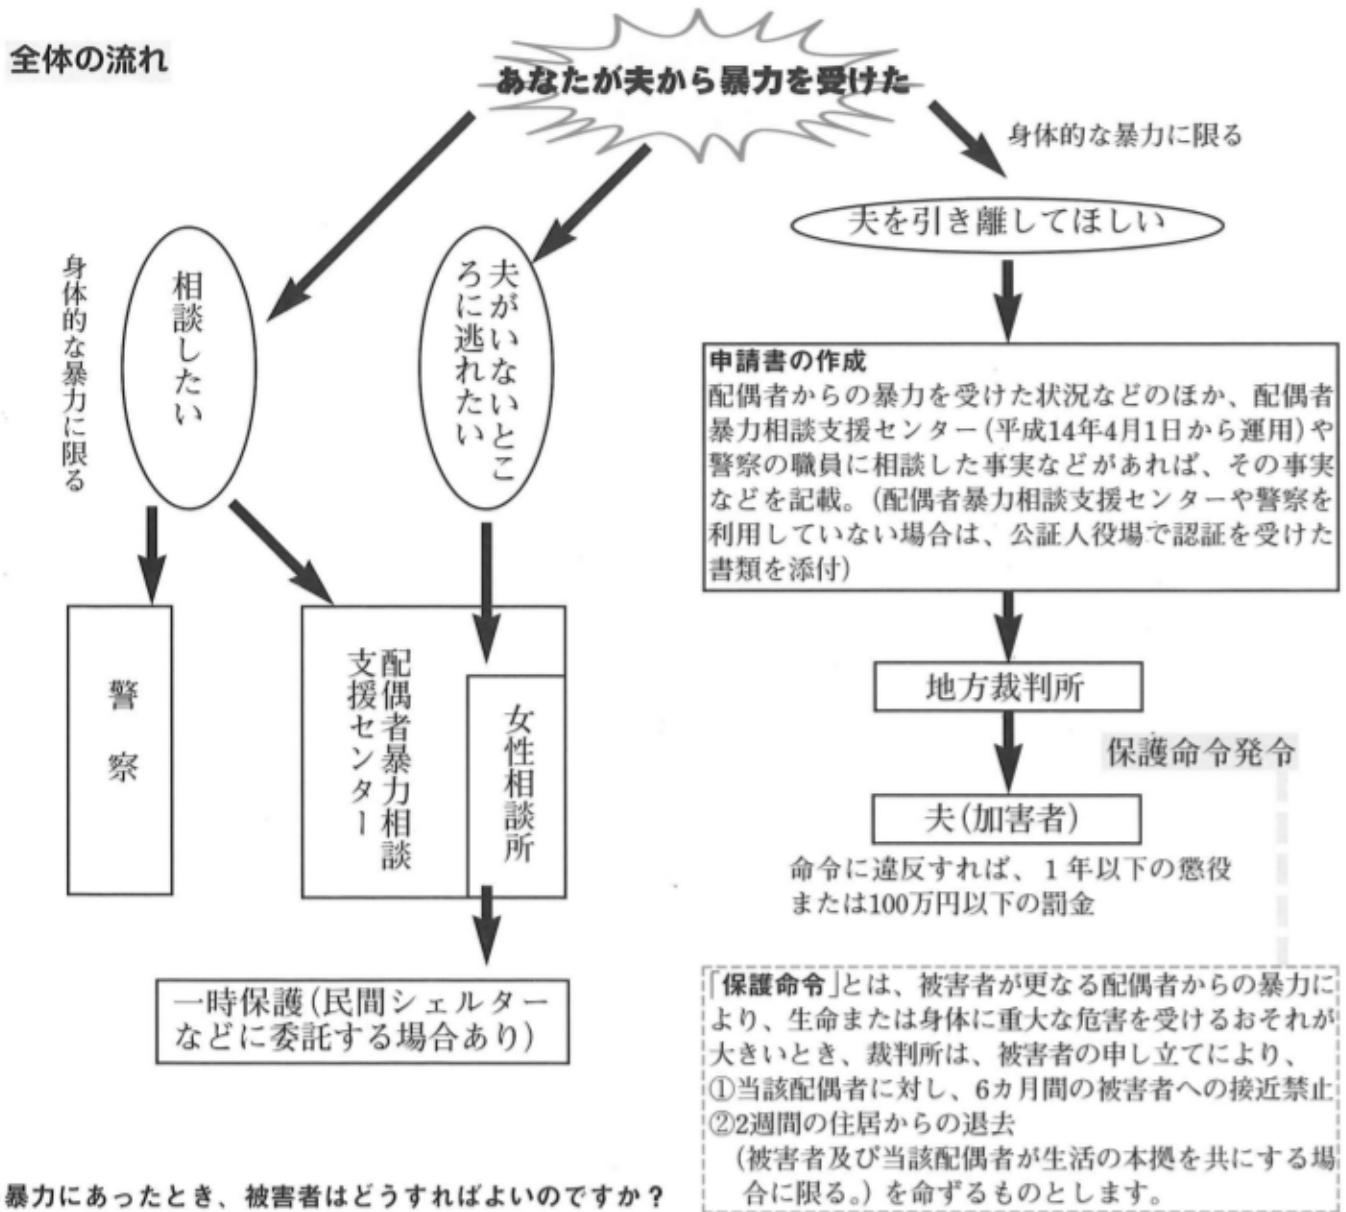 全体の流れ
あなたが夫から暴力を受けた
身体的な暴力に限る
相談したい
夫がいないとこ
ろに逃れたい
警察
配偶者暴力相談
支援センター
女性相談所
一時保護(民間シェルター
などに委託する場合あり)
身体的な暴力に限る
夫を引き離してほしい
申請書の作成
配偶者からの暴力を受けた状況などのほか、配偶者
暴力相談支援センター(平成14年4月1日から運用)や
警察の職員に相談した事実などがあれば、その事実
などを記載。(配偶者暴力相談支援センターや警察を
利用していない場合は、公証人役場で認証を受けた
書類を添付)
地方裁判所
保護命令発令
夫(加害者)
命令に違反すれば、1年以下の懲役
または100万円以下の罰金
「保護命令」とは、被害者が更なる配偶者からの暴力に
より、生命または身体に重大な危害を受けるおそれが
大きいとき、裁判所は、被害者の申し立てにより、
①当該配偶者に対し、6カ月間の被害者への接近禁止
②2週間の住居からの退去
(被害者及び当該配偶者が生活の本拠を共にする場
合に限る。)を命ずるものとします。
暴力にあったとき、被害者はどうすればよいのですか?